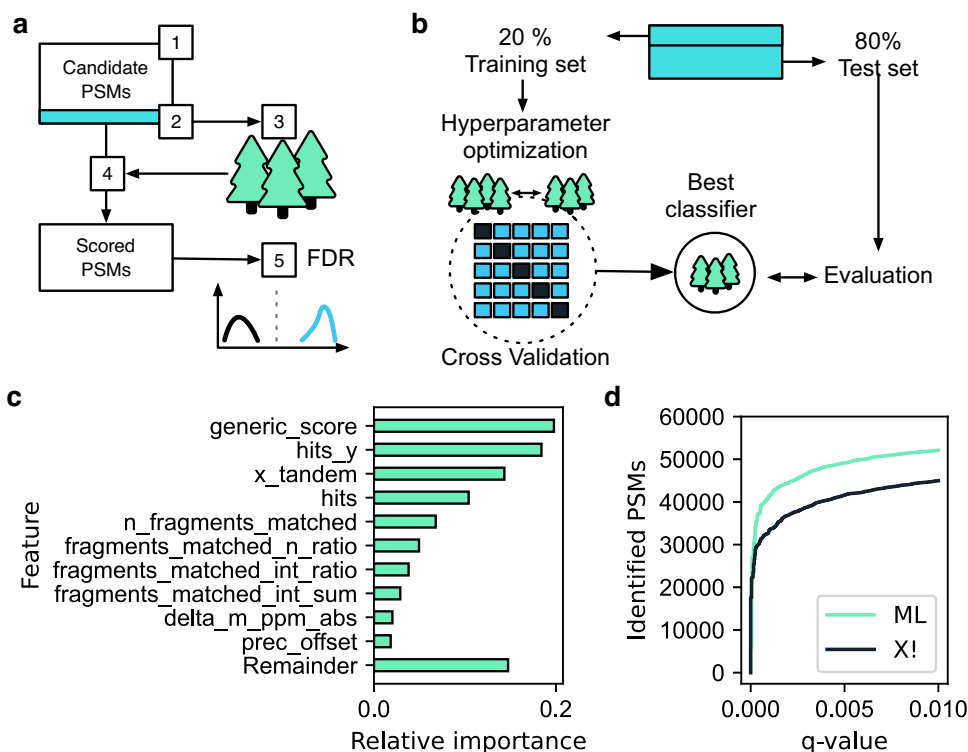 a
1
Candidate
PSMs
2
3
4
Scored
PSMs
5
FDR
b
20 %
Training set
80%
Test set
Hyperparameter
optimization
Best
classifier
Evaluation
Cross Validation
c
Feature
generic_score
hits_y
x_tandem
hits
n_fragments_matched
fragments_matched_n_ratio
fragments_matched_int_ratio
fragments_matched_int_sum
delta_m_ppm_abs
prec_offset
Remainder
0.0
0.2
Relative importance
d
Identified PSMs
60000
50000
40000
30000
20000
10000
0
ML
X!
0.000
0.005
0.010
q-value